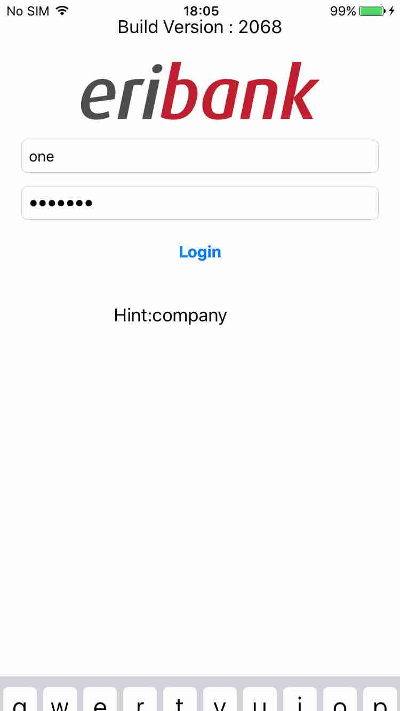 No SIM 18:05 99%
Build Version : 2068
eribank
one
•••••••
Login
Hint:company
q w e r t y u i o p